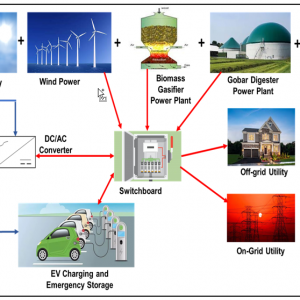 y
Wind Power
Biomass
Gasifier
Power Plant
Gobar Digester
Power Plant
DC/AC
Converter
Switchboard
Off-grid Utility
On-Grid Utility
EV Charging and
Emergency Storage